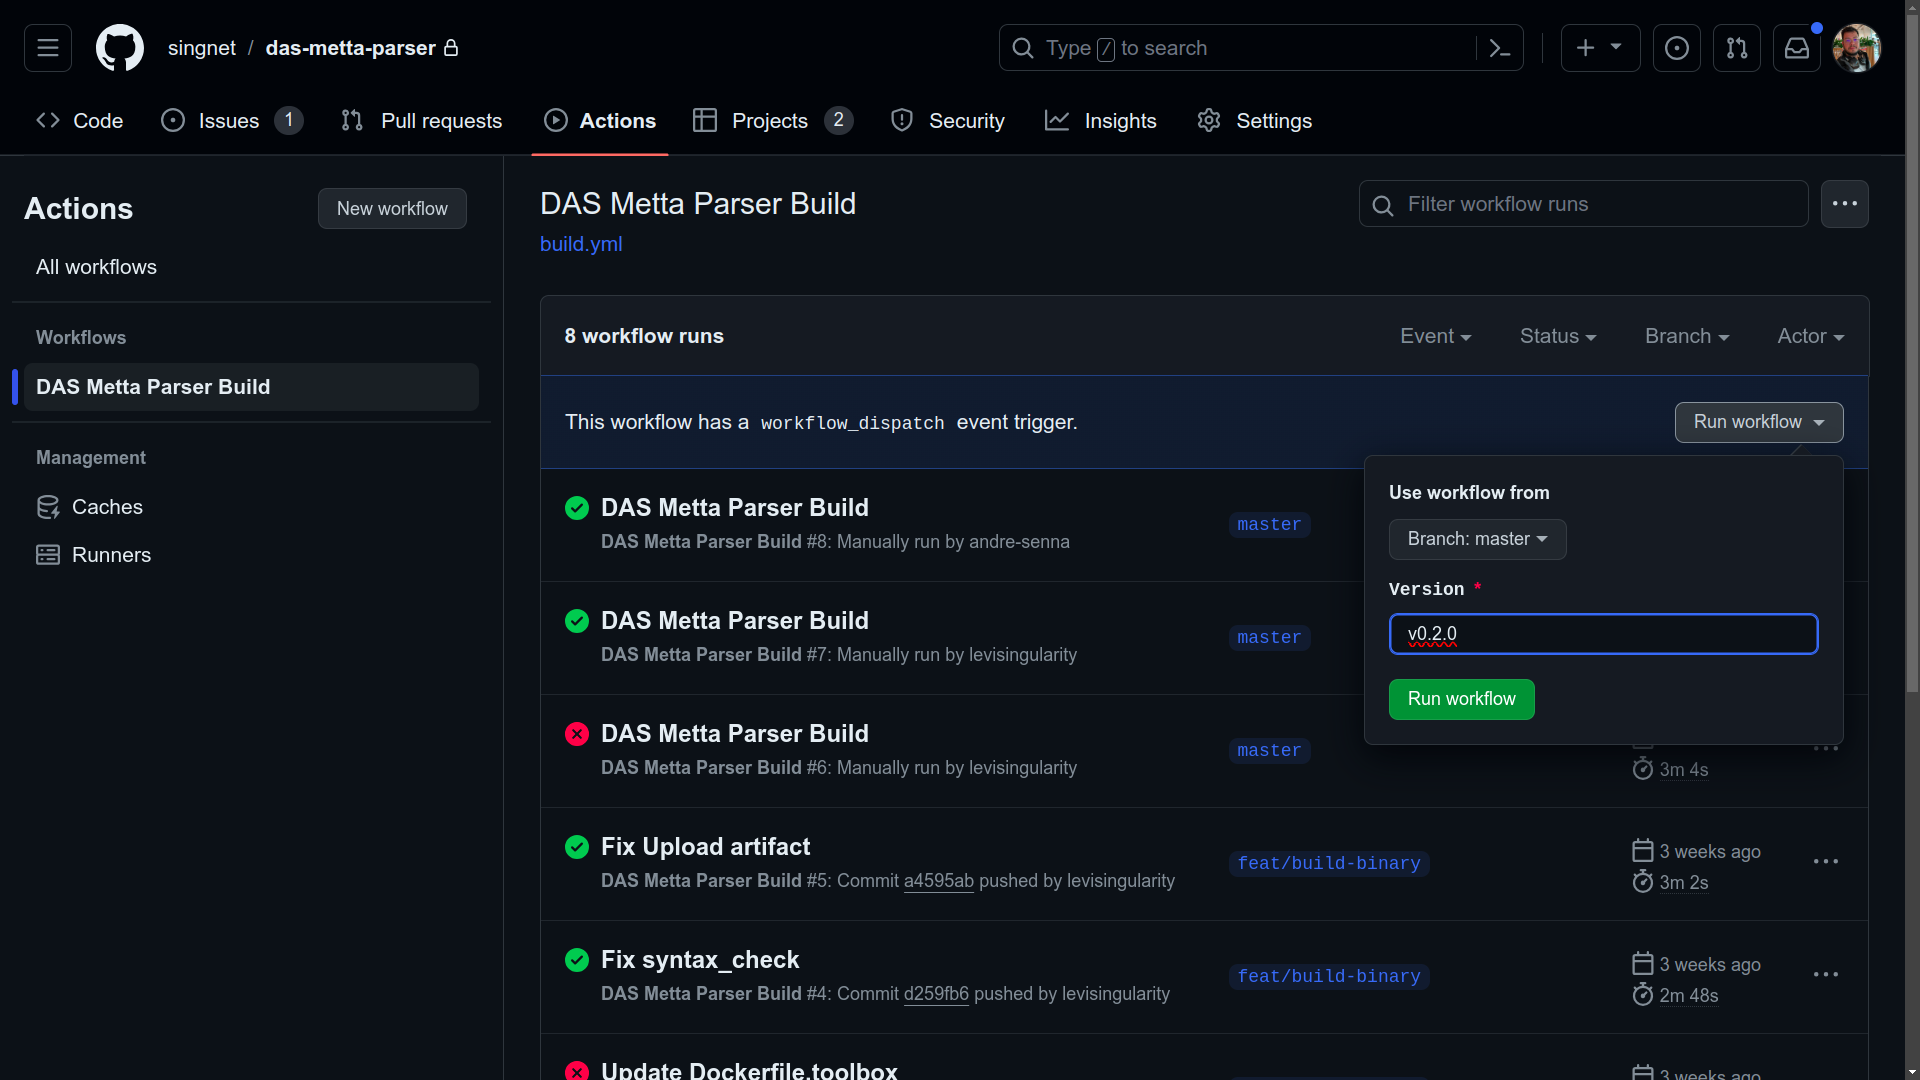 singnet / das-metta-parser
Type / to search
Code
Issues 1
Pull requests
Actions
Projects 2
Security
Insights
Settings
Actions
New workflow
All workflows
Workflows
DAS Metta Parser Build
Management
Caches
Runners
DAS Metta Parser Build
build.yml
Filter workflow runs
8 workflow runs
Event
Status
Branch
Actor
This workflow has a workflow_dispatch event trigger.
Run workflow
Use workflow from
Branch: master
Version *
v0.2.0
Run workflow
DAS Metta Parser Build
DAS Metta Parser Build #8: Manually run by andre-senna
master
DAS Metta Parser Build
DAS Metta Parser Build #7: Manually run by levisingularity
master
DAS Metta Parser Build
DAS Metta Parser Build #6: Manually run by levisingularity
master
3m 4s
Fix Upload artifact
DAS Metta Parser Build #5: Commit a4595ab pushed by levisingularity
feat/build-binary
3 weeks ago
3m 2s
Fix syntax_check
DAS Metta Parser Build #4: Commit d259fb6 pushed by levisingularity
feat/build-binary
3 weeks ago
2m 48s
Update Dockerfile.toolbox
3 weeks ago